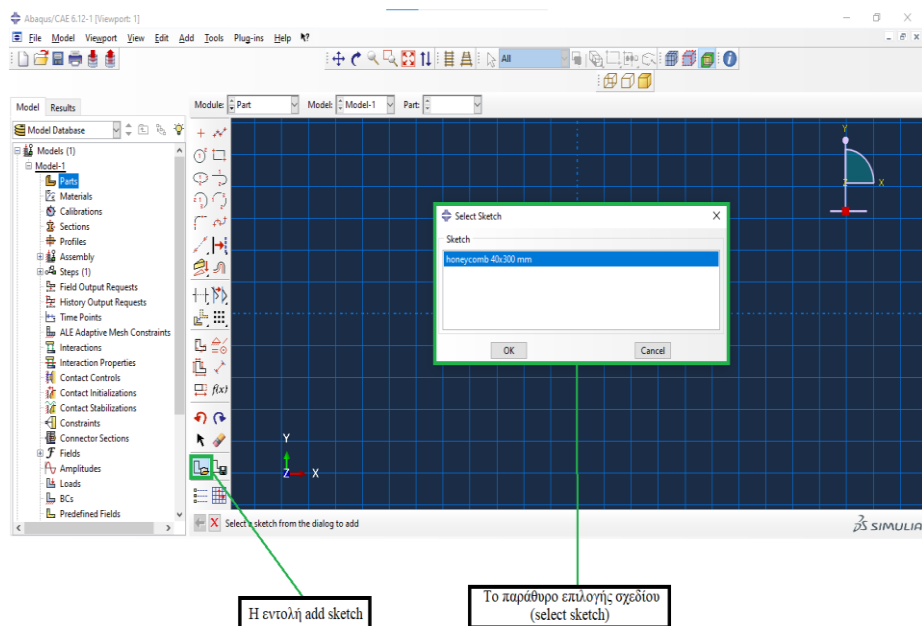 Abaqus/CAE 6.12-1 [Viewport: 1]
File Model Viewport View Edit Add Tools Plug-ins Help
All
Model Results
Module: Part Model: Model-1 Part:
Model Database
Models (1)
Model-1
Parts
Materials
Calibrations
Sections
Profiles
Assembly
Steps (1)
Field Output Requests
History Output Requests
Time Points
ALE Adaptive Mesh Constraints
Interactions
Interaction Properties
Contact Controls
Contact Initializations
Contact Stabilizations
Constraints
Connector Sections
Fields
Amplitudes
Loads
BCs
Predefined Fields
f(x)
Y
Z
X
Y
Z X
Select Sketch
Sketch
honeycomb 40x300 mm
OK Cancel
Select a sketch from the dialog to add
SIMULIA
Η εντολή add sketch
Το παράθυρο επιλογής σχεδίου
(select sketch)